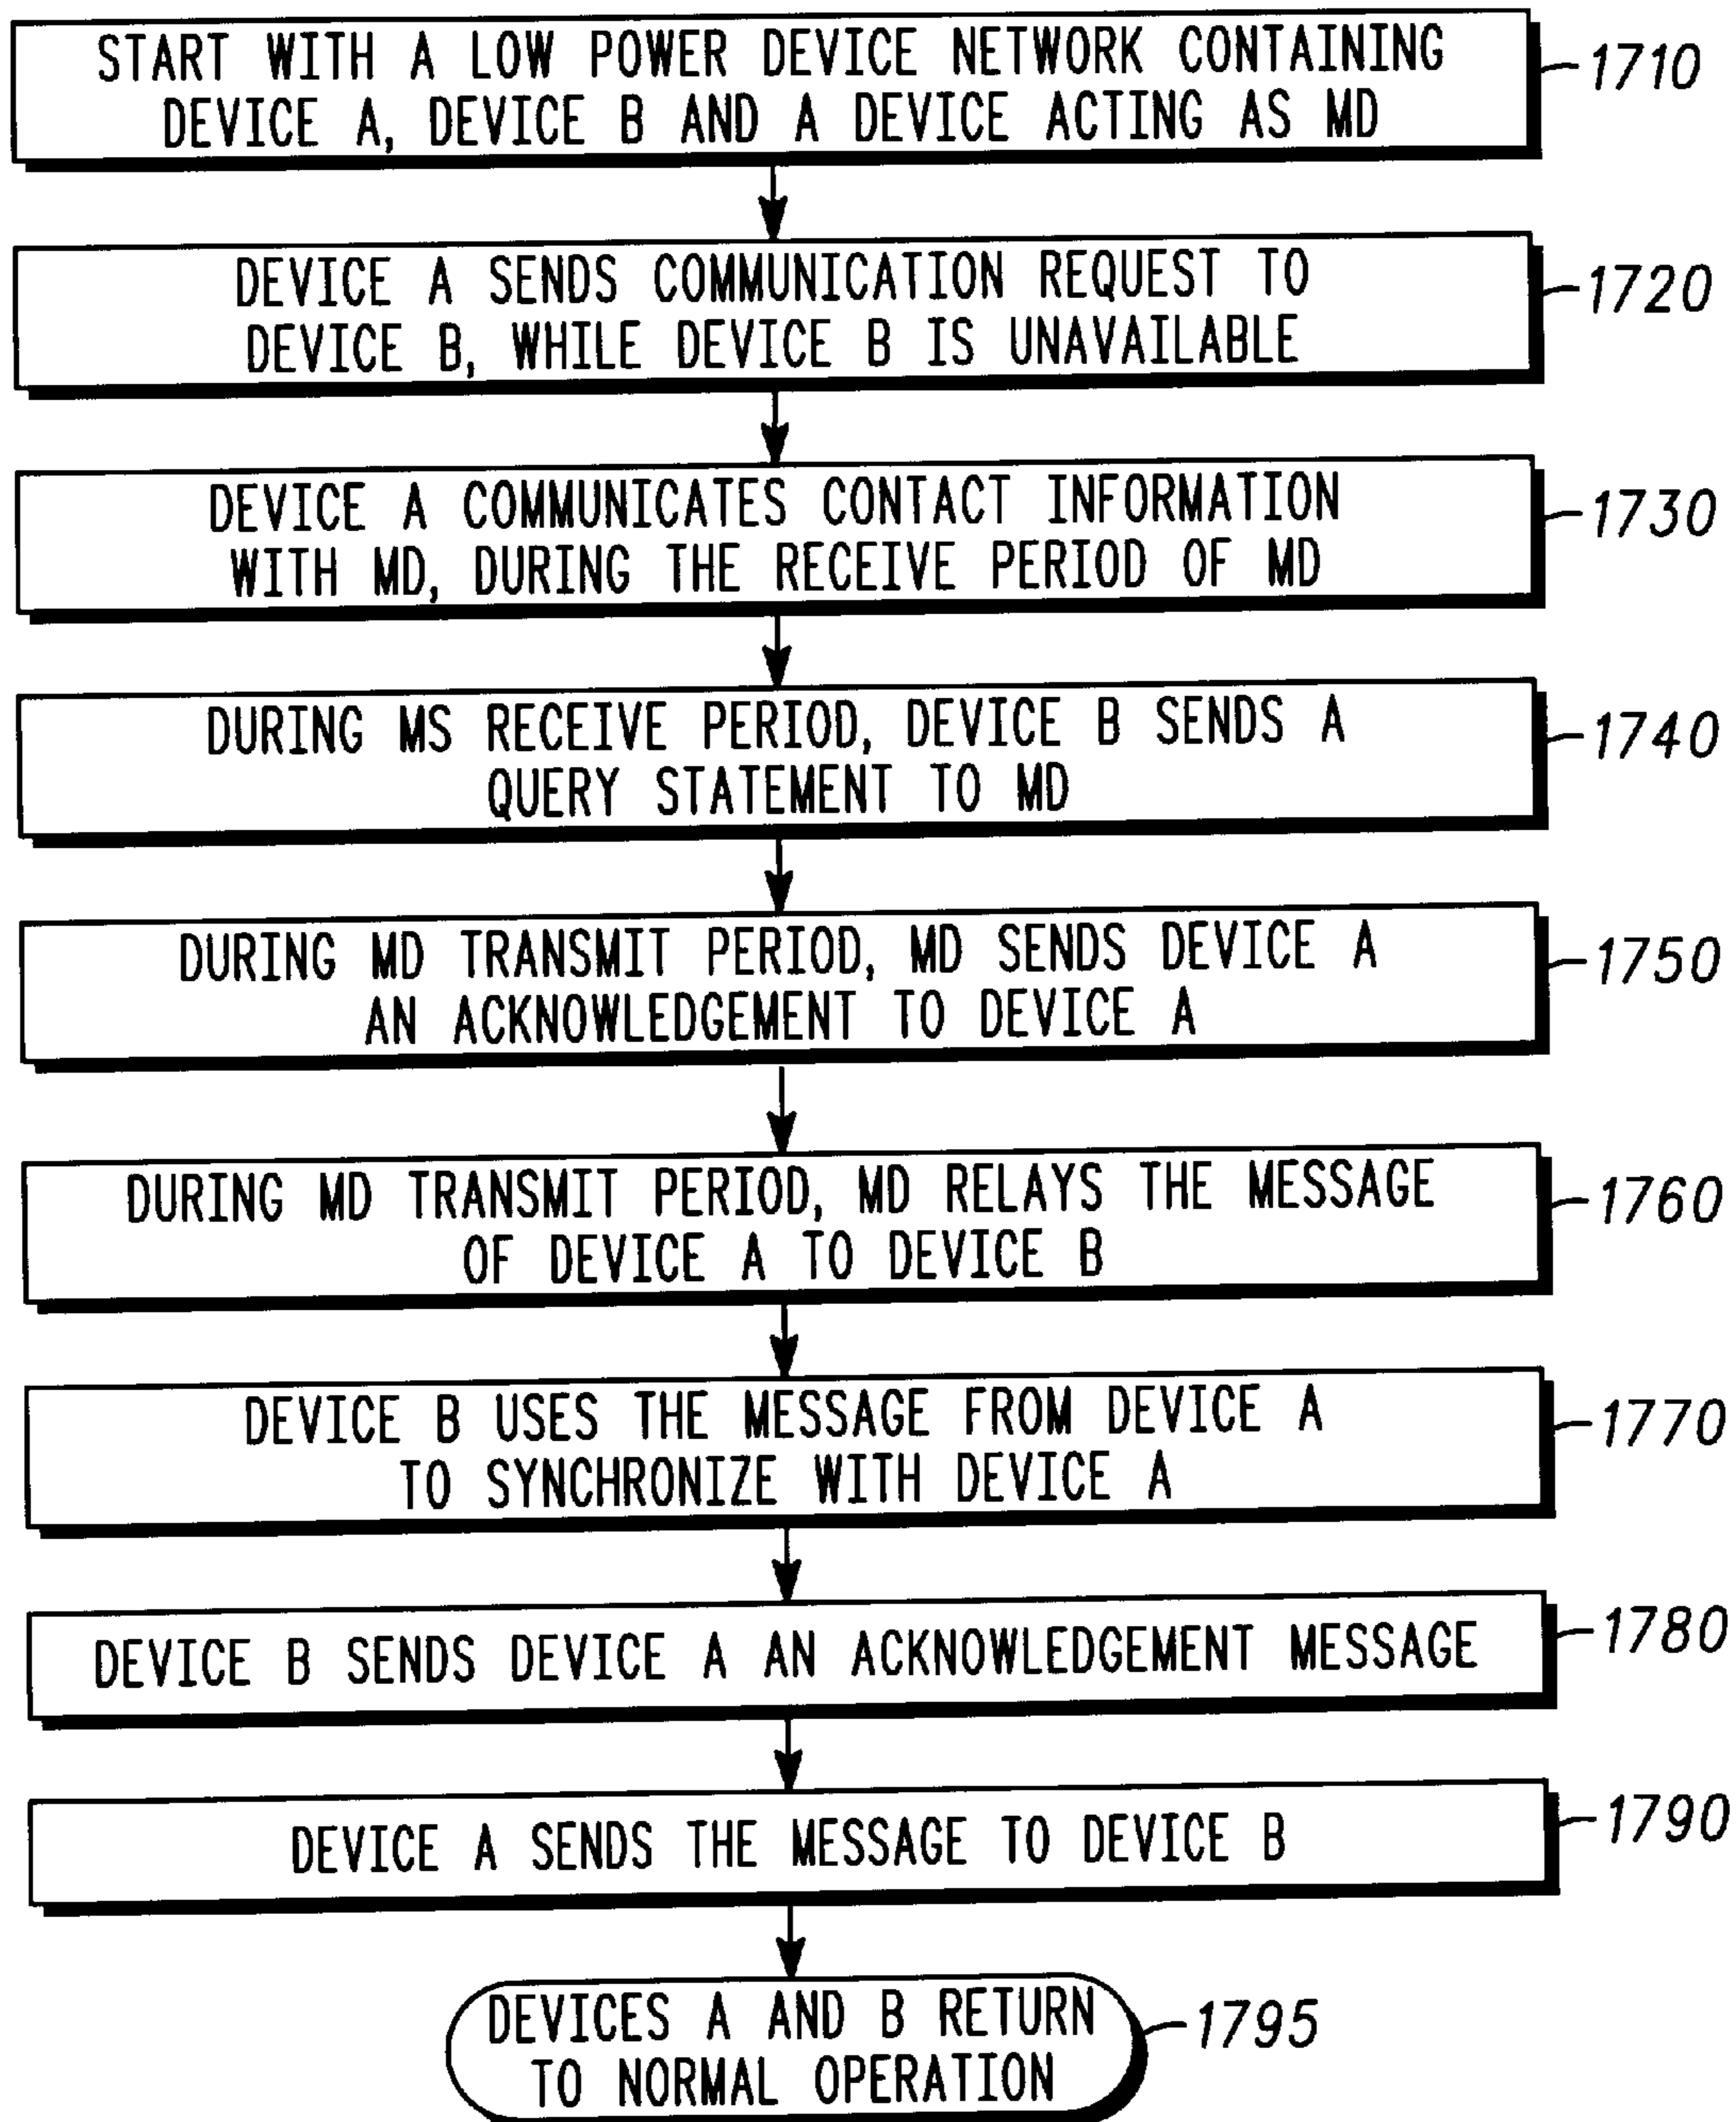 START WITH A LOW POWER DEVICE NETWORK CONTAINING
DEVICE A, DEVICE B AND A DEVICE ACTING AS MD
1710
DEVICE A SENDS COMMUNICATION REQUEST TO
DEVICE B, WHILE DEVICE B IS UNAVAILABLE
1720
DEVICE A COMMUNICATES CONTACT INFORMATION
WITH MD, DURING THE RECEIVE PERIOD OF MD
1730
DURING MS RECEIVE PERIOD, DEVICE B SENDS A
QUERY STATEMENT TO MD
1740
DURING MD TRANSMIT PERIOD, MD SENDS DEVICE A
AN ACKNOWLEDGEMENT TO DEVICE A
1750
DURING MD TRANSMIT PERIOD, MD RELAYS THE MESSAGE
OF DEVICE A TO DEVICE B
1760
DEVICE B USES THE MESSAGE FROM DEVICE A
TO SYNCHRONIZE WITH DEVICE A
1770
DEVICE B SENDS DEVICE A AN ACKNOWLEDGEMENT MESSAGE
1780
DEVICE A SENDS THE MESSAGE TO DEVICE B
1790
DEVICES A AND B RETURN
TO NORMAL OPERATION
1795